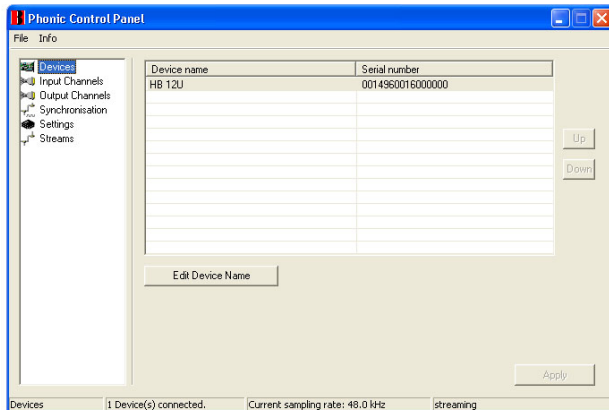 Phonic Control Panel
File Info
Devices
Input Channels
Output Channels
Synchronisation
Settings
Streams
Device name Serial number
HB 12U 0014960016000000
Up
Down
Edit Device Name
Apply
Devices 1 Device(s) connected. Current sampling rate: 48.0 kHz streaming